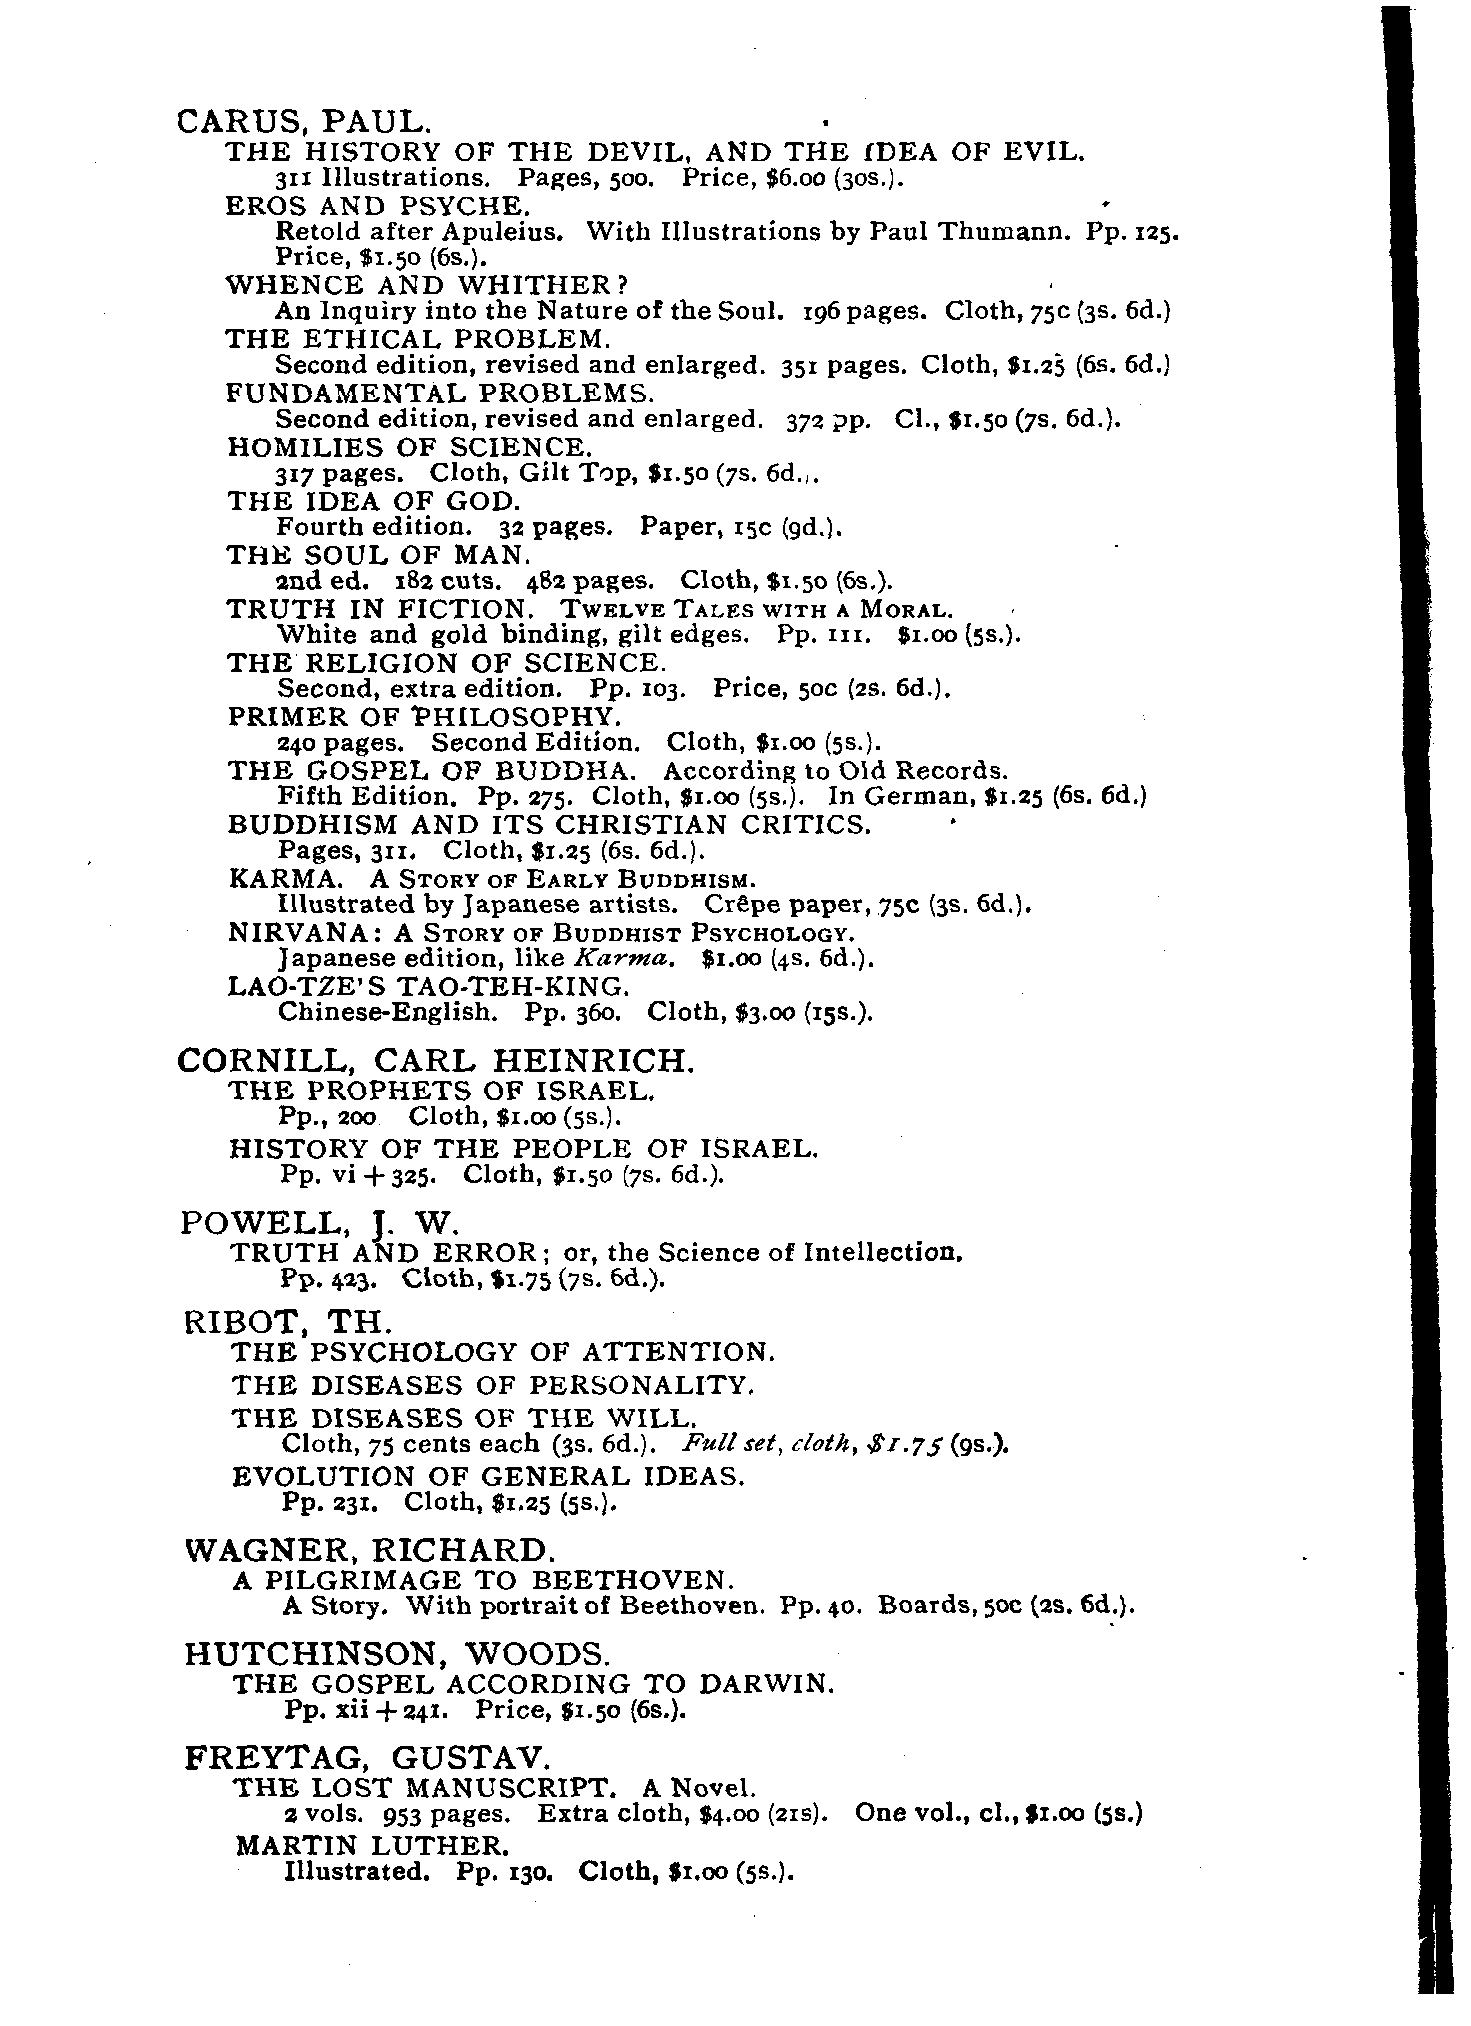 CARUS, PAUL.
THE HISTORY OF THE DEVIL, AND THE IDEA OF EVIL.
311 Illustrations. Pages, 500. Price, $6.00 (30s.).
EROS AND PSYCHE.
Retold after Apuleius. With Illustrations by Paul Thumann. Pp. 125.
Price, $1.50 (6s.).
WHENCE AND WHITHER?
An Inquiry into the Nature of the Soul. 196 pages. Cloth, 75c (3s. 6d.)
THE ETHICAL PROBLEM.
Second edition, revised and enlarged. 351 pages. Cloth, $1.25 (6s. 6d.)
FUNDAMENTAL PROBLEMS.
Second edition, revised and enlarged. 372 pp. Cl., $1.50 (7s. 6d.).
HOMILIES OF SCIENCE.
317 pages. Cloth, Gilt Top, $1.50 (7s. 6d.).
THE IDEA OF GOD.
Fourth edition. 32 pages. Paper, 15c (9d.).
THE SOUL OF MAN.
2nd ed. 182 cuts. 482 pages. Cloth, $1.50 (6s.).
TRUTH IN FICTION. TWELVE TALES WITH A MORAL.
White and gold binding, gilt edges. Pp. 111. $1.00 (5s.).
THE RELIGION OF SCIENCE.
Second, extra edition. Pp. 103. Price, 50c (2s. 6d.).
PRIMER OF PHILOSOPHY.
240 pages. Second Edition. Cloth, $1.00 (5s.).
THE GOSPEL OF BUDDHA. According to Old Records.
Fifth Edition. Pp. 275. Cloth, $1.00 (5s.). In German, $1.25 (6s. 6d.)
BUDDHISM AND ITS CHRISTIAN CRITICS.
Pages, 311. Cloth, $1.25 (6s. 6d.).
KARMA. A STORY OF EARLY BUDDHISM.
Illustrated by Japanese artists. Crêpe paper, 75c (3s. 6d.).
NIRVANA: A STORY OF BUDDHIST PSYCHOLOGY.
Japanese edition, like Karma. $1.00 (4s. 6d.).
LAO-TZE'S TAO-TEH-KING.
Chinese-English. Pp. 360. Cloth, $3.00 (15s.).
CORNILL, CARL HEINRICH.
THE PROPHETS OF ISRAEL.
Pp., 200 Cloth, $1.00 (5s.).
HISTORY OF THE PEOPLE OF ISRAEL.
Pp. vi + 325. Cloth, $1.50 (7s. 6d.).
POWELL, J. W.
TRUTH AND ERROR; or, the Science of Intellection.
Pp. 423. Cloth, $1.75 (7s. 6d.).
RIBOT, TH.
THE PSYCHOLOGY OF ATTENTION.
THE DISEASES OF PERSONALITY.
THE DISEASES OF THE WILL.
Cloth, 75 cents each (3s. 6d.). Full set, cloth, $1.75 (9s.).
EVOLUTION OF GENERAL IDEAS.
Pp. 231. Cloth, $1.25 (5s.).
WAGNER, RICHARD.
A PILGRIMAGE TO BEETHOVEN.
A Story. With portrait of Beethoven. Pp. 40. Boards, 50c (2s. 6d.).
HUTCHINSON, WOODS.
THE GOSPEL ACCORDING TO DARWIN.
Pp. xii + 241. Price, $1.50 (6s.).
FREYTAG, GUSTAV.
THE LOST MANUSCRIPT. A Novel.
2 vols. 953 pages. Extra cloth, $4.00 (21s). One vol., cl., $1.00 (5s.)
MARTIN LUTHER.
Illustrated. Pp. 130. Cloth, $1.00 (5s.).